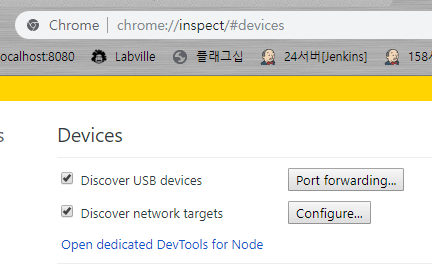 Chrome | chrome://inspect/#devices
ocalhost:8080 Labville 플래그십 24서버[Jenkins] 158
s
Devices
Discover USB devices Port forwarding...
Discover network targets Configure...
Open dedicated DevTools for Node